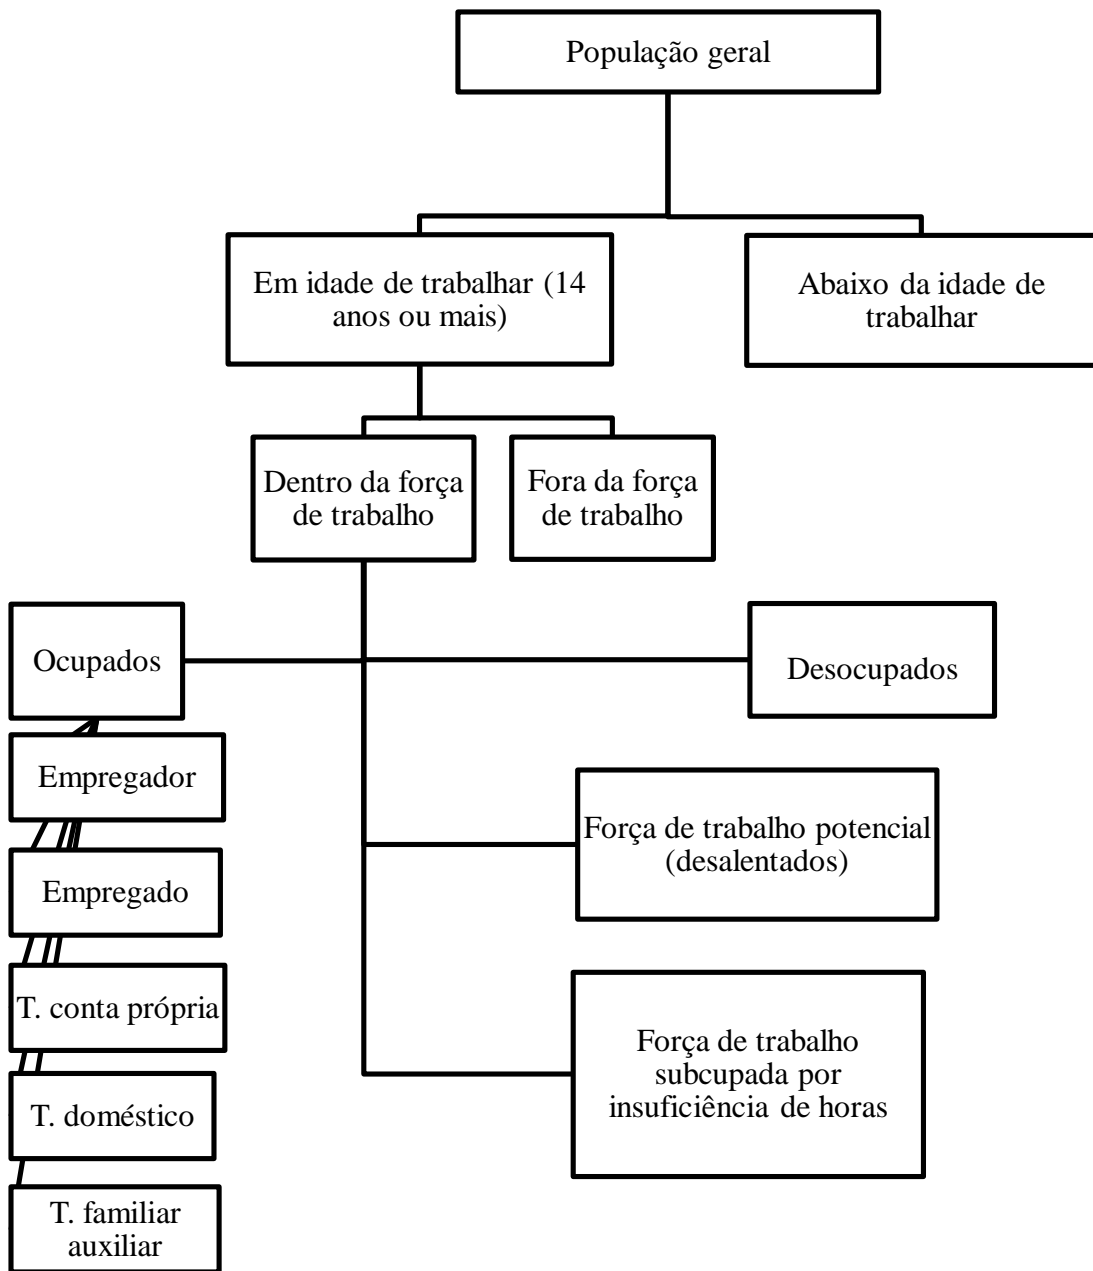 População geral
Em idade de trabalhar (14
anos ou mais)
Abaixo da idade de
trabalhar
Dentro da força
de trabalho
Fora da força
de trabalho
Ocupados
Desocupados
Empregador
Força de trabalho potencial
(desalentados)
Empregado
T. conta própria
Força de trabalho
subcupada por
insuficiência de horas
T. doméstico
T. familiar
auxiliar